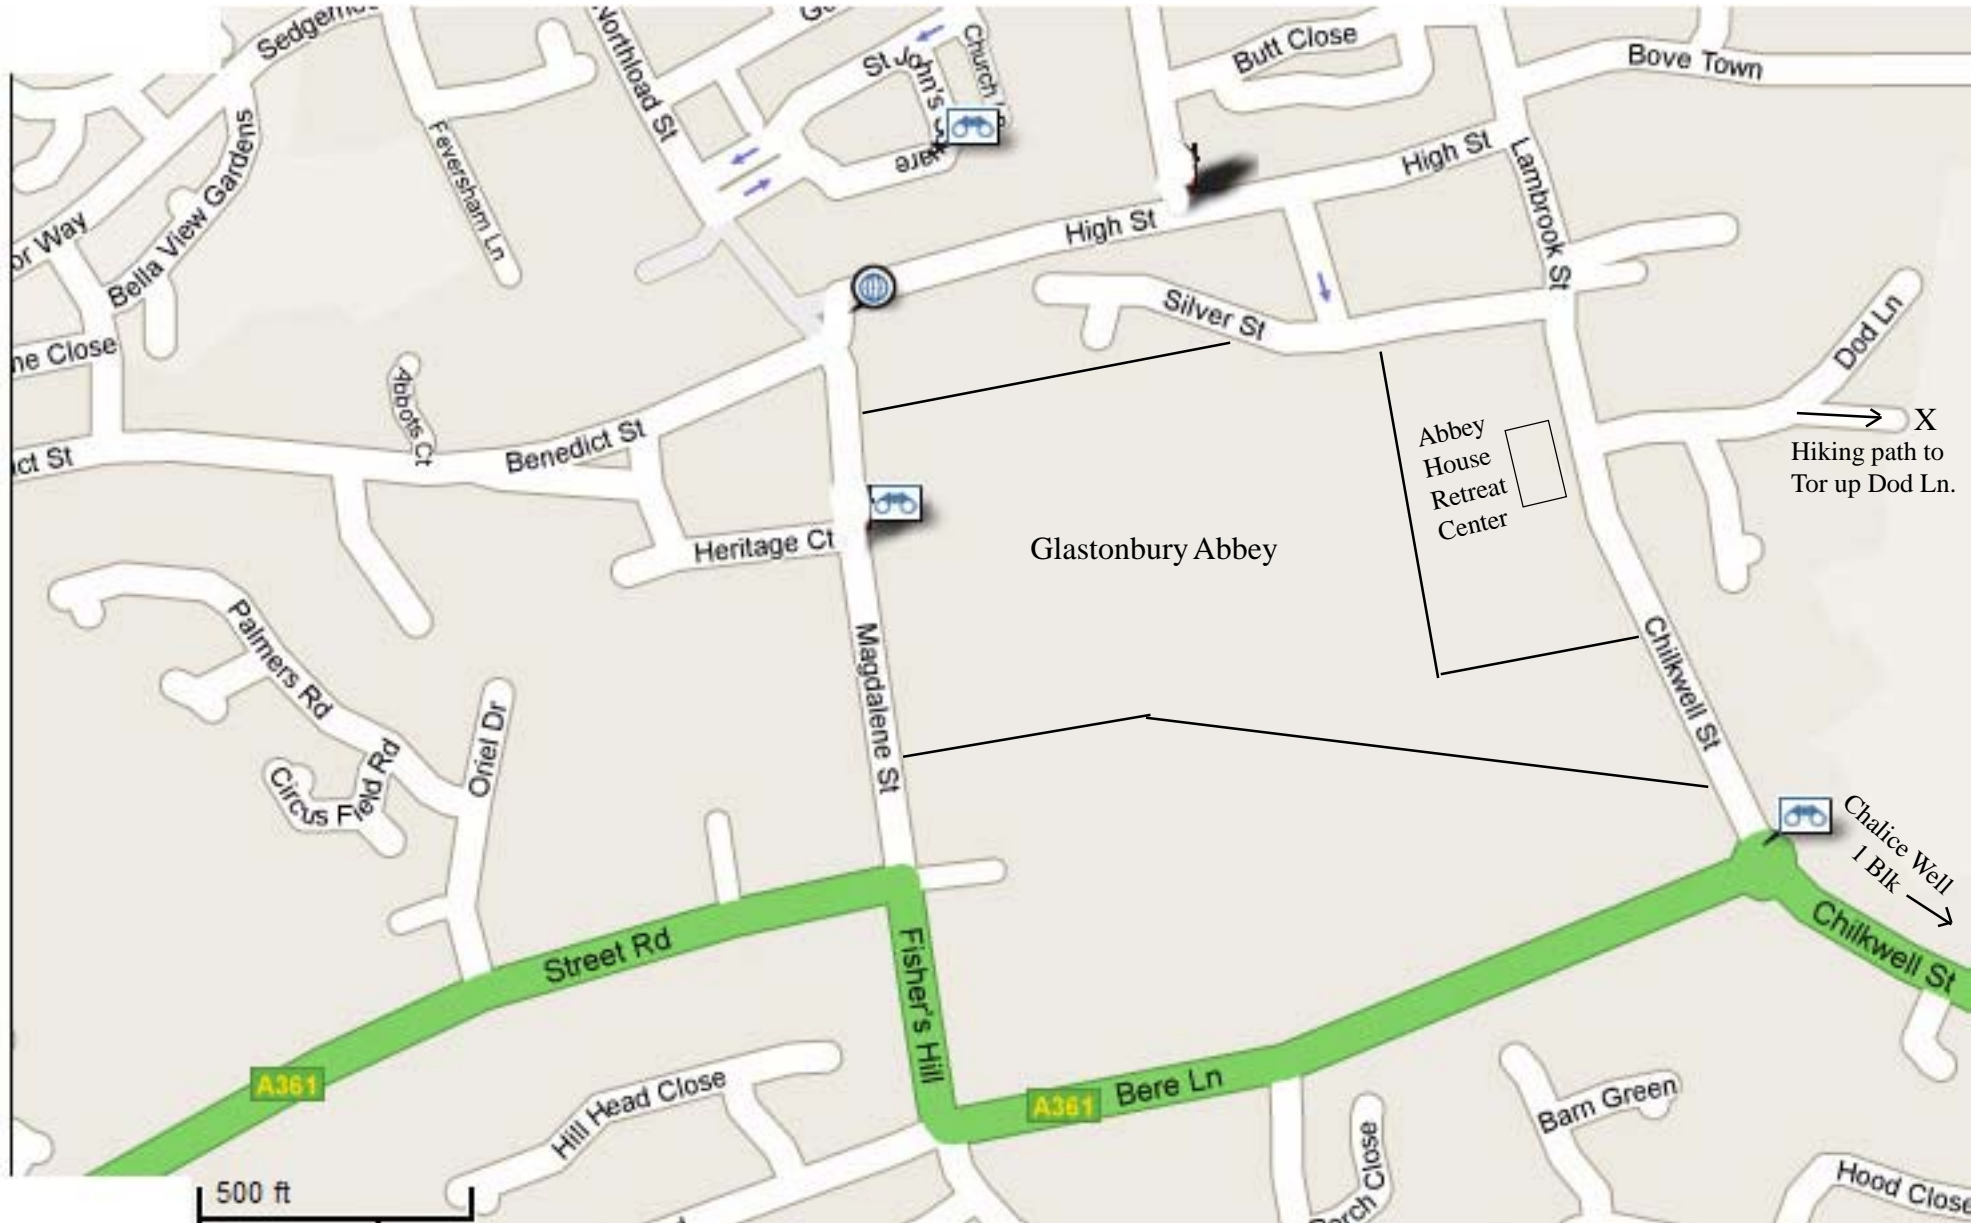 Sedgemo
Northload St
St John's S
Church
Butt Close
Bove Town
Feversham Ln
Bella View Gardens
or Way
High St
High St
Lambrook St
Silver St
Dod Ln
X
Hiking path to
Tor up Dod Ln.
ne Close
Abbotts Ct
Benedict St
ict St
Abbey
House
Retreat
Center
Heritage Ct
Glastonbury Abbey
Palmers Rd
Magdalene St
Chilkwell St
Oriel Dr
Circus Field Rd
Chalice Well
1 Blk
Chilkwell St
Street Rd
Fisher's Hill
A361
A361
Bere Ln
Hill Head Close
Barn Green
Hood Close
500 ft